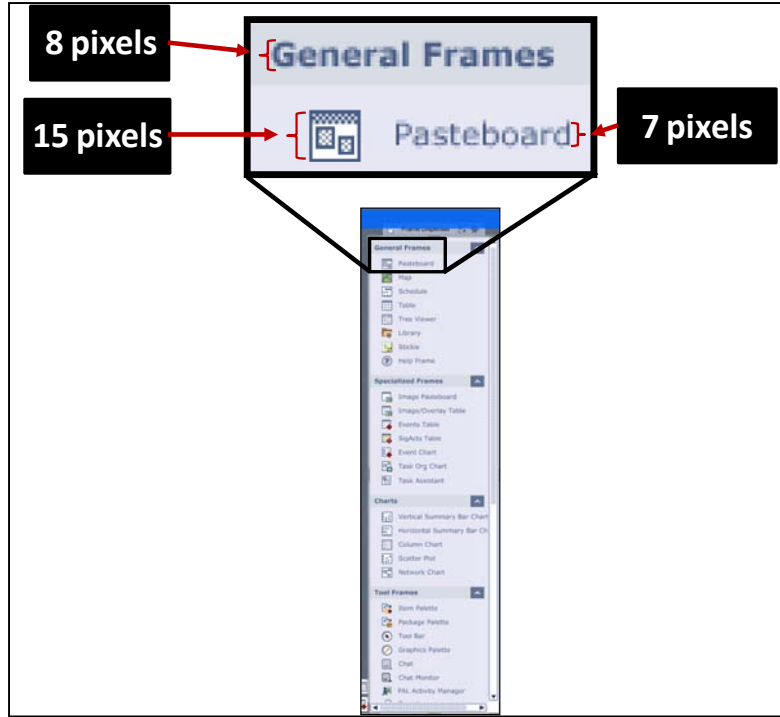 8 pixels
General Frames
15 pixels
Pasteboard
7 pixels
General Frames
Pasteboard
Map
Schedule
Table
Tree Viewer
Library
Stickie
Help Frame
Specialized Frames
Image Pasteboard
Image/Overlay Table
Events Table
SigActs Table
Event Chart
Task Org Chart
Task Assistant
Charts
Vertical Summary Bar Chart
Horizontal Summary Bar Ch
Column Chart
Scatter Plot
Network Chart
Tool Frames
Item Palette
Package Palette
Tool Bar
Graphics Palette
Chat
Chat Monitor
PAL Activity Manager